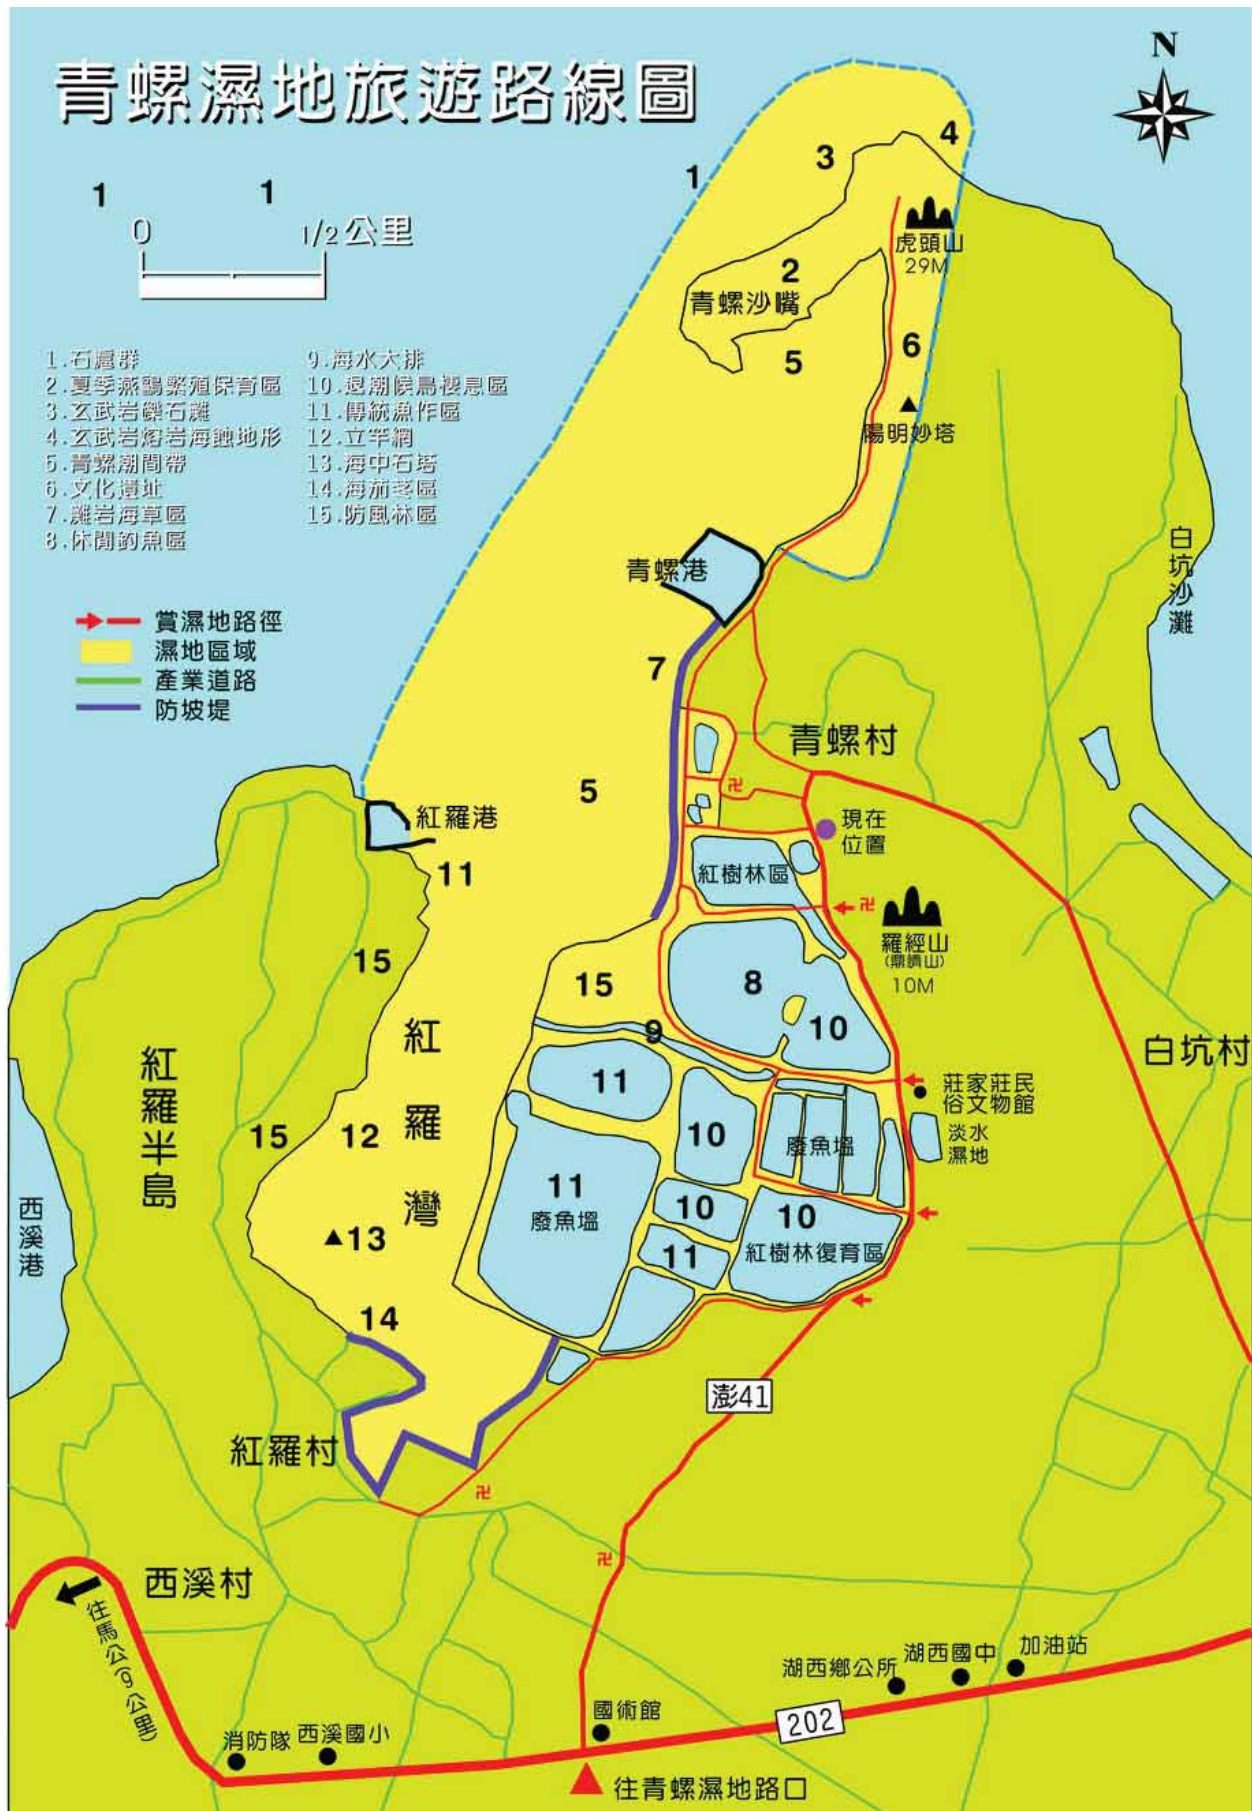 青螺濕地旅遊路線圖
N
1
1
1
3
4
0
1/2 公里
虎頭山
29M
2
青螺沙嘴
5
6
陽明妙塔
1.石滬群
2.夏季燕鷗繁殖保育區
3.玄武岩礫石灘
4.玄武岩熔岩海蝕地形
5.青螺潮間帶
6.文化遺址
7.離岩海草區
8.休閒釣魚區
9.海水大排
10.退潮候鳥棲息區
11.傳統漁作區
12.立竿網
13.海中石塔
14.海茄苳區
15.防風林區
白坑沙灘
青螺港
賞濕地路徑
濕地區域
產業道路
防坡堤
7
青螺村
5
卍
紅羅港
現在
位置
11
紅樹林區
卍
羅經山
(鼎嶹山)
10M
15
15
8
10
9
紅羅灣
紅羅半島
白坑村
11
莊家莊民
俗文物館
淡水
濕地
15
12
10
廢魚塭
11
廢魚塭
10
10
紅樹林復育區
西溪港
13
11
14
澎41
紅羅村
卍
卍
西溪村
往馬公(9公里)
湖西鄉公所
湖西國中
加油站
消防隊
西溪國小
國術館
202
往青螺濕地路口